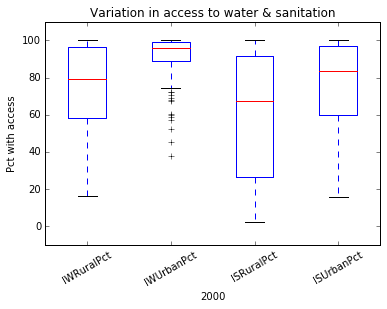 Variation in access to water & sanitation
Pct with access
100
80
60
40
20
0
IWRuralPct
IWUrbanPct
ISRuralPct
ISUrbanPct
2000